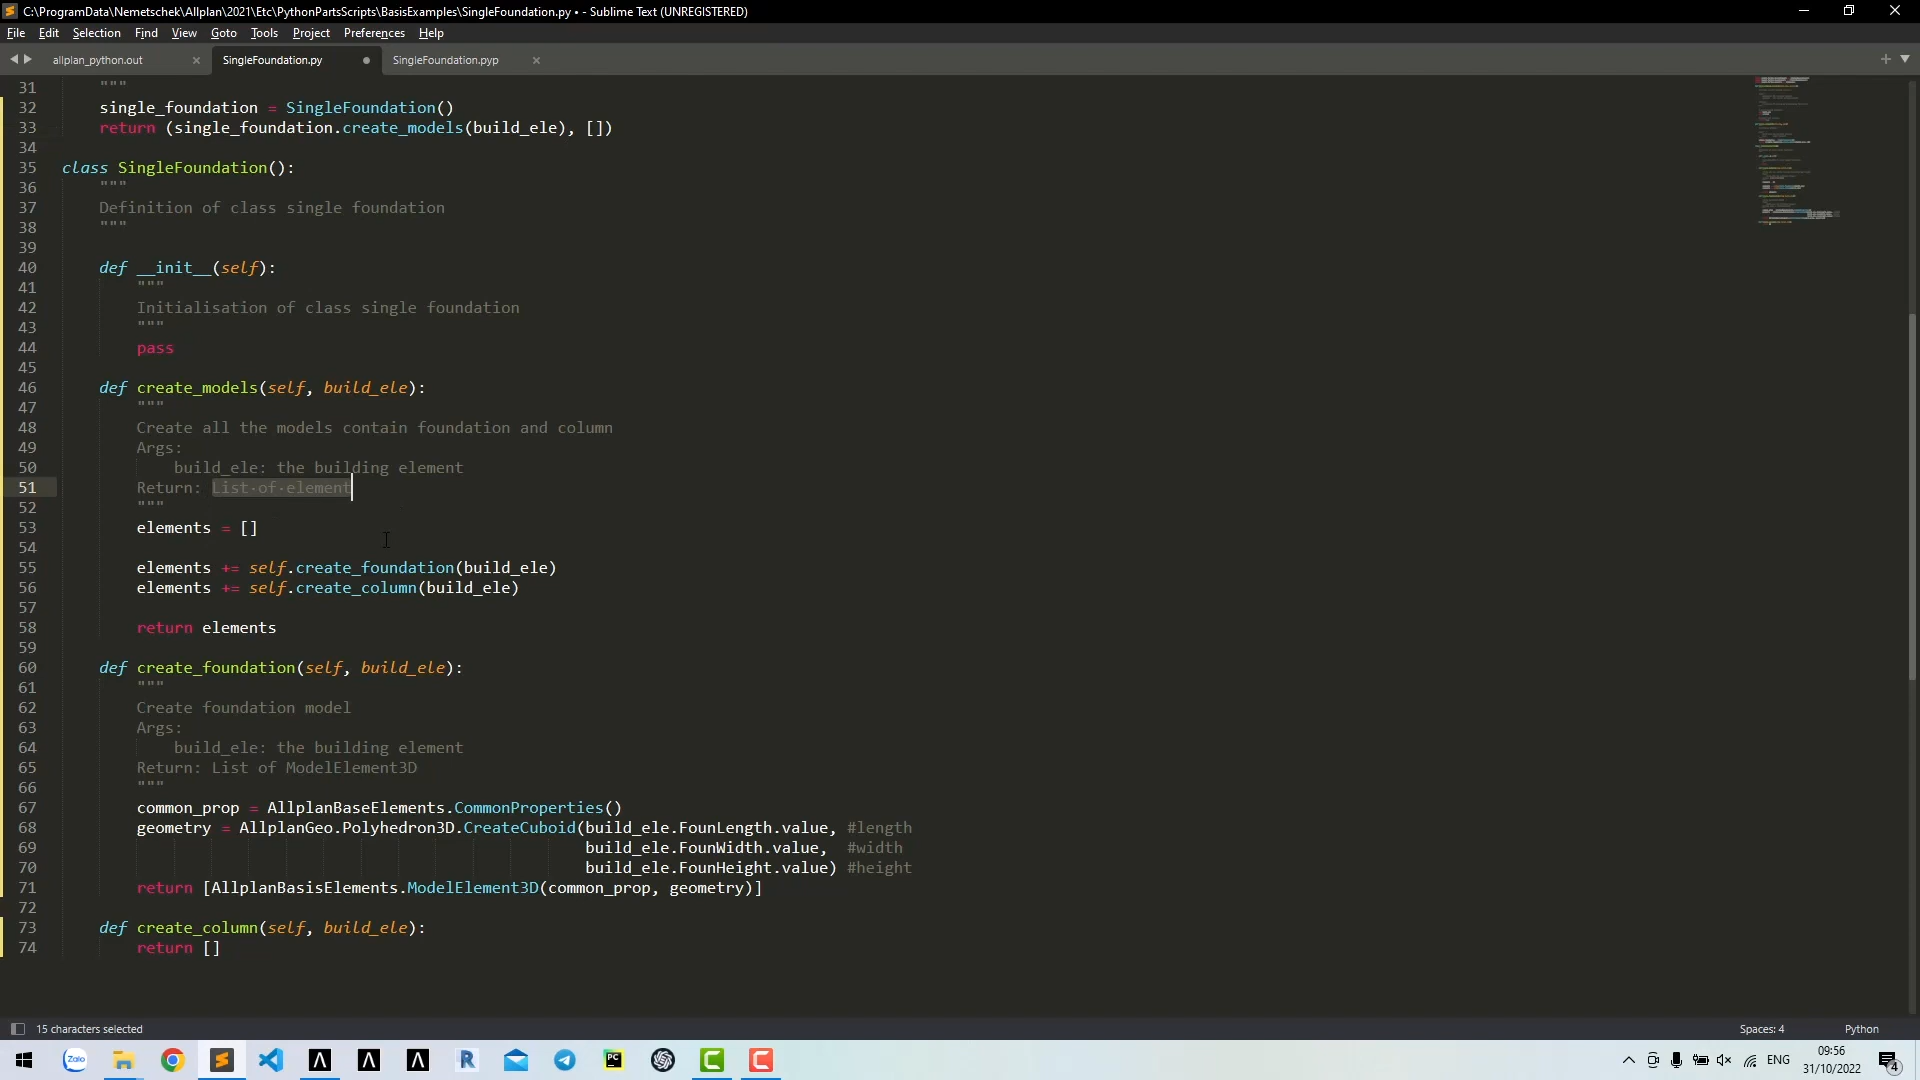 C:\ProgramData\Nemetschek\Allplan\2021\Etc\PythonPartsScripts\BasisExamples\SingleFoundation.py • - Sublime Text (UNREGISTERED)
File Edit Selection Find View Goto Tools Project Preferences Help
allplan_python.out SingleFoundation.py SingleFoundation.pyp
31 """
32 single_foundation = SingleFoundation()
33 return (single_foundation.create_models(build_ele), [])
34
35 class SingleFoundation():
36 """
37 Definition of class single foundation
38 """
39
40 def __init__(self):
41 """
42 Initialisation of class single foundation
43 """
44 pass
45
46 def create_models(self, build_ele):
47 """
48 Create all the models contain foundation and column
49 Args:
50 build_ele: the building element
51 Return: List·of·element
52 """
53 elements = []
54
55 elements += self.create_foundation(build_ele)
56 elements += self.create_column(build_ele)
57
58 return elements
59
60 def create_foundation(self, build_ele):
61 """
62 Create foundation model
63 Args:
64 build_ele: the building element
65 Return: List of ModelElement3D
66 """
67 common_prop = AllplanBaseElements.CommonProperties()
68 geometry = AllplanGeo.Polyhedron3D.CreateCuboid(build_ele.FounLength.value, #length
69 build_ele.FounWidth.value, #width
70 build_ele.FounHeight.value) #height
71 return [AllplanBasisElements.ModelElement3D(common_prop, geometry)]
72
73 def create_column(self, build_ele):
74 return []
15 characters selected Spaces: 4 Python
Zalo R PC ENG 09:56
31/10/2022 4